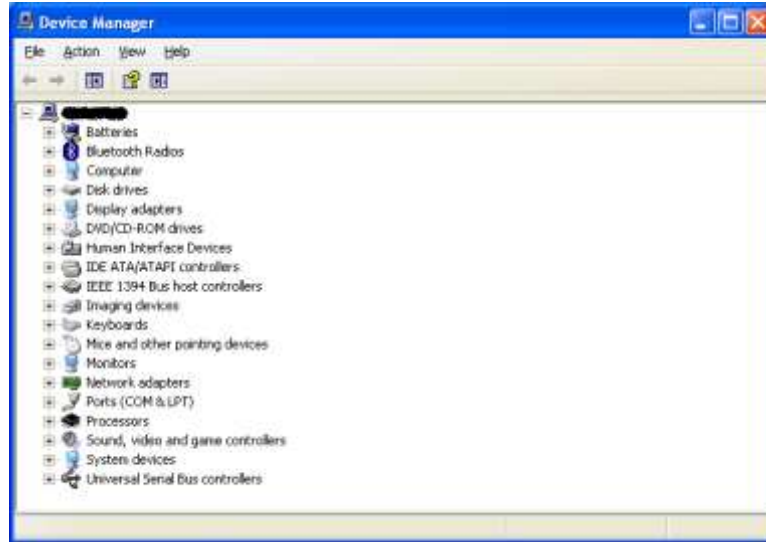 Device Manager
File Action View Help
Batteries
Bluetooth Radios
Computer
Disk drives
Display adapters
DVD/CD-ROM drives
Human Interface Devices
IDE ATA/ATAPI controllers
IEEE 1394 Bus host controllers
Imaging devices
Keyboards
Mice and other pointing devices
Monitors
Network adapters
Ports (COM & LPT)
Processors
Sound, video and game controllers
System devices
Universal Serial Bus controllers